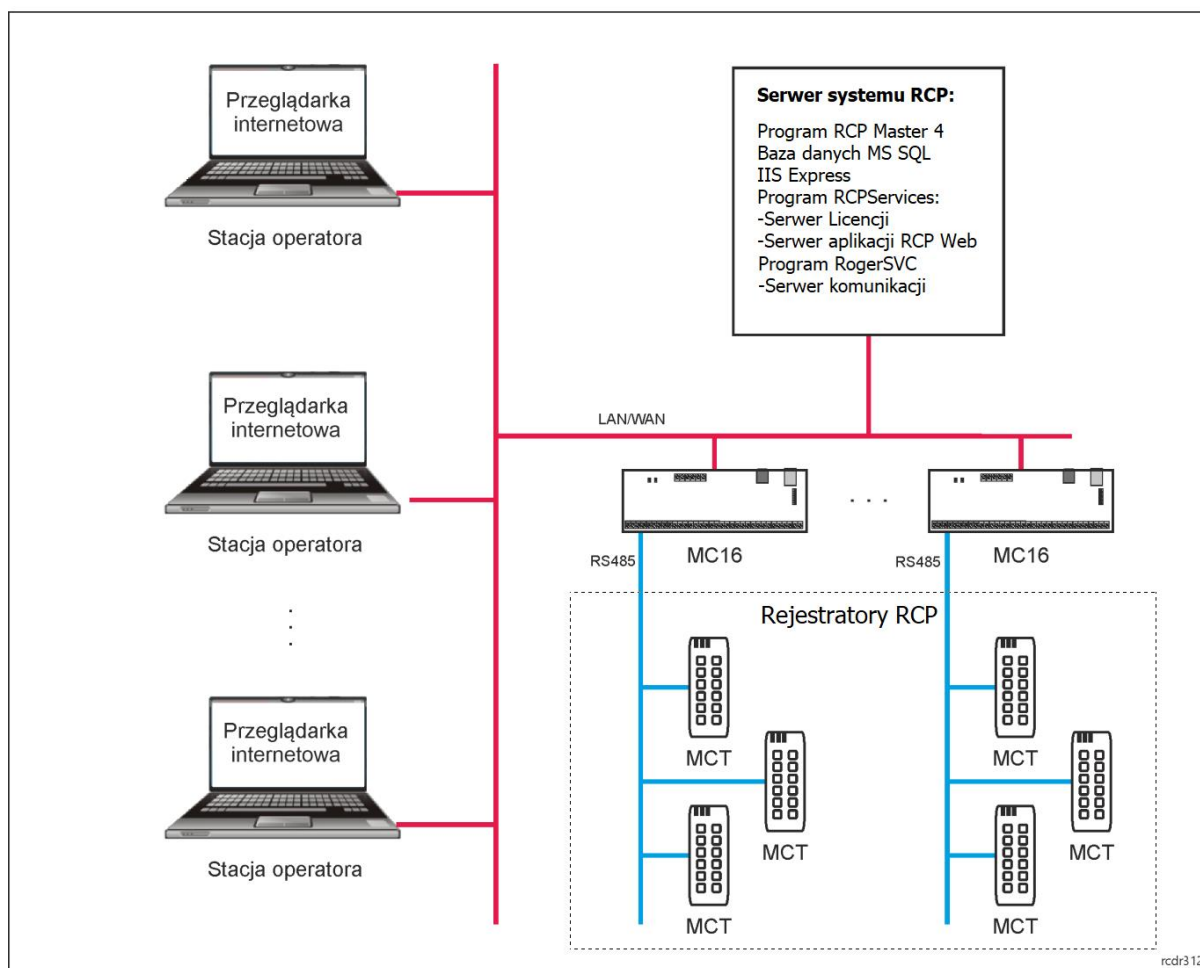 Przeglądarka
internetowa
Stacja operatora
Przeglądarka
internetowa
Stacja operatora
.
.
.
Przeglądarka
internetowa
Stacja operatora
Serwer systemu RCP:
Program RCP Master 4
Baza danych MS SQL
IIS Express
Program RCPServices:
-Serwer Licencji
-Serwer aplikacji RCP Web
Program RogerSVC
-Serwer komunikacji
LAN/WAN
. . .
RS485
MC16
RS485
MC16
Rejestratory RCP
MCT
MCT
MCT
MCT
MCT
MCT
rcdr312